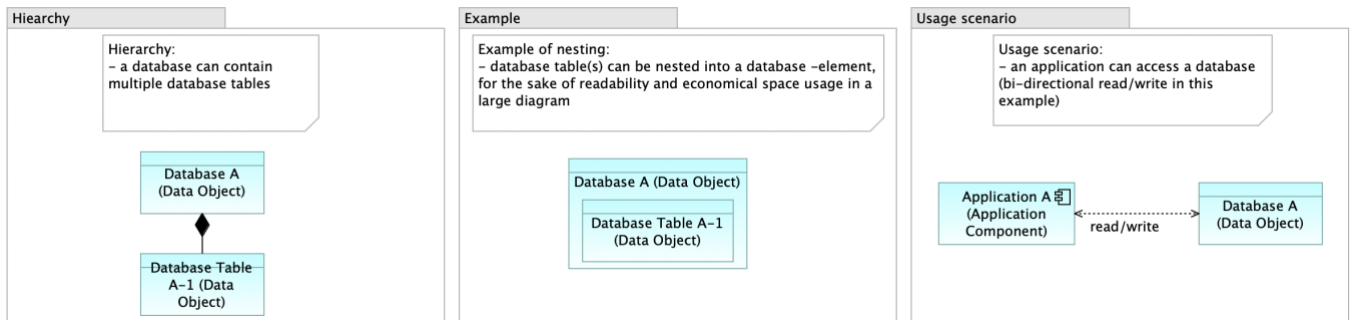 Hiearchy
Hierarchy:
- a database can contain
multiple database tables
Database A
(Data Object)
Database Table
A-1 (Data
Object)
Example
Example of nesting:
- database table(s) can be nested into a database -element,
for the sake of readability and economical space usage in a
large diagram
Database A (Data Object)
Database Table A-1
(Data Object)
Usage scenario
Usage scenario:
- an application can access a database
(bi-directional read/write in this
example)
Application A
(Application
Component)
read/write
Database A
(Data Object)